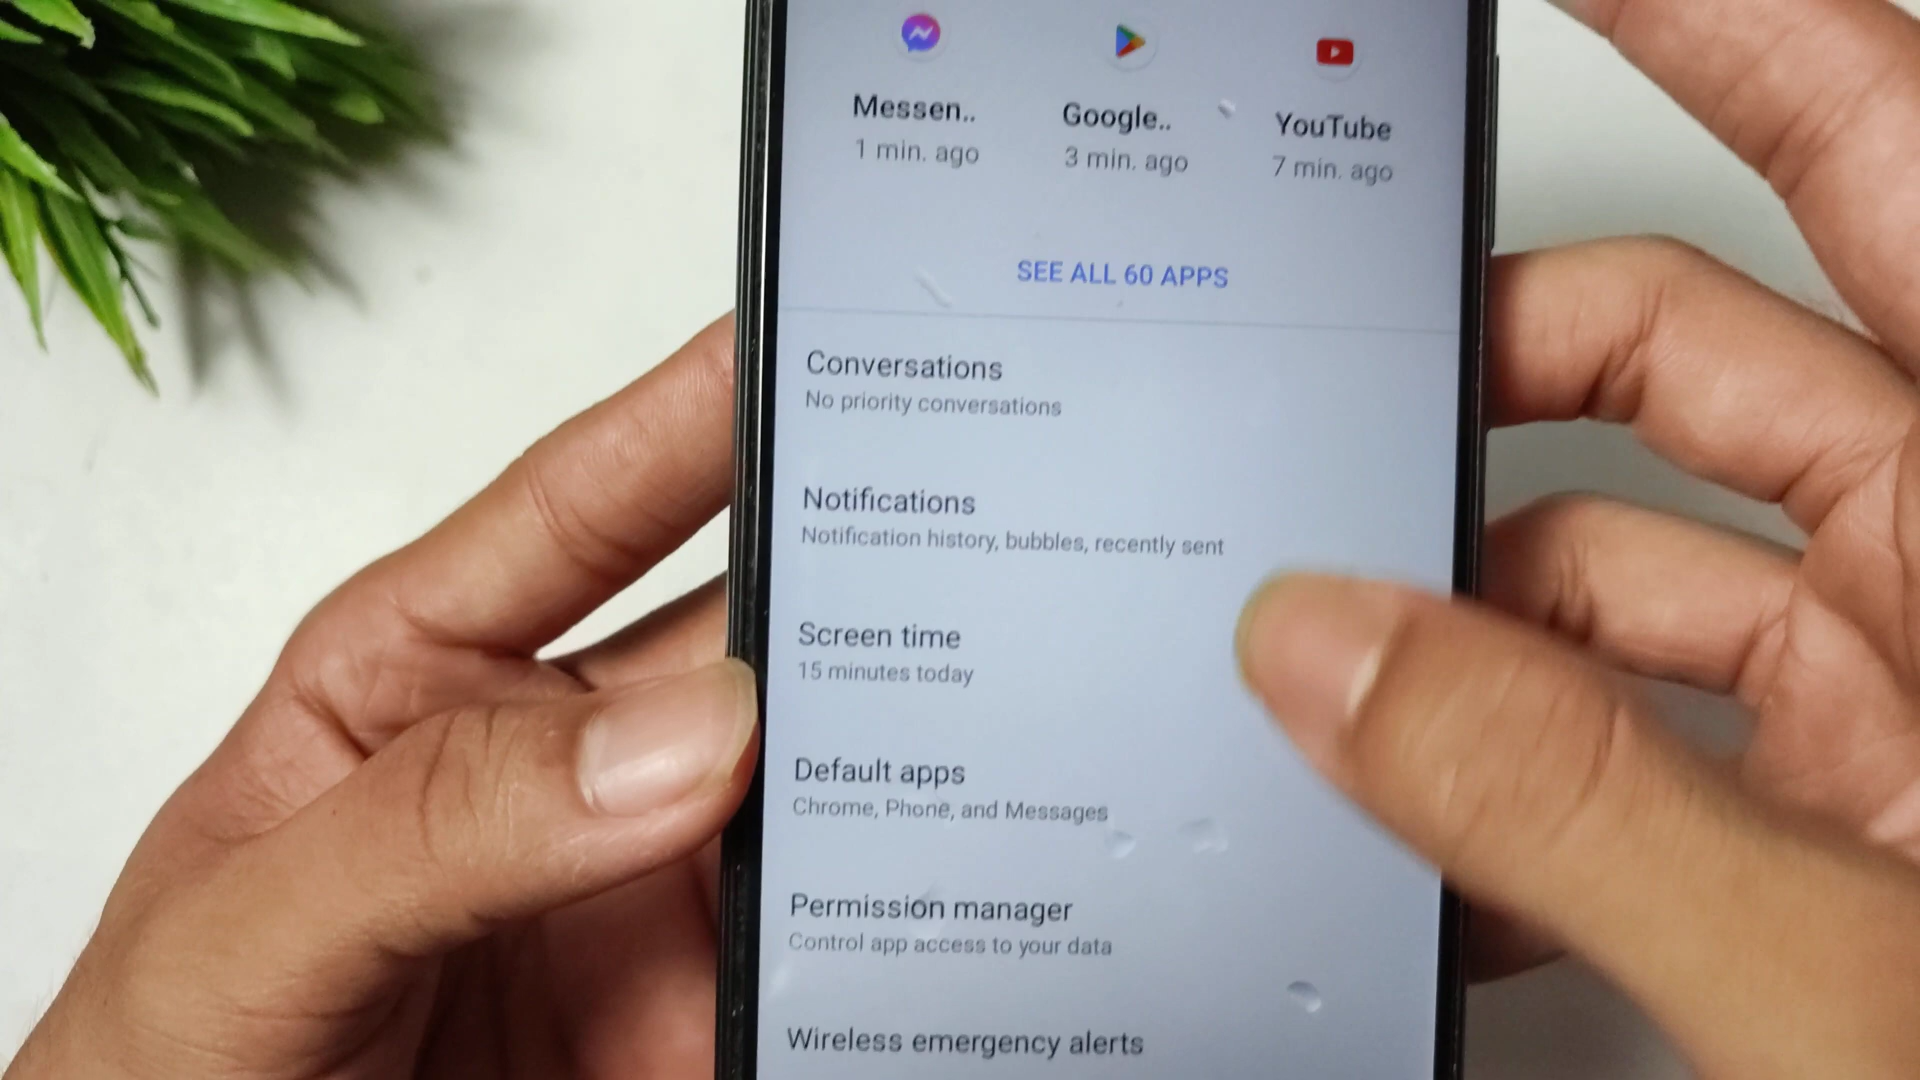 Messen..
Google..
YouTube
1 min. ago
3 min. ago
7 min. ago
SEE ALL 60 APPS
Conversations
No priority conversations
Notifications
Notification history, bubbles, recently sent
Screen time
15 minutes today
Default apps
Chrome, Phone, and Messages
Permission manager
Control app access to your data
Wireless emergency alerts